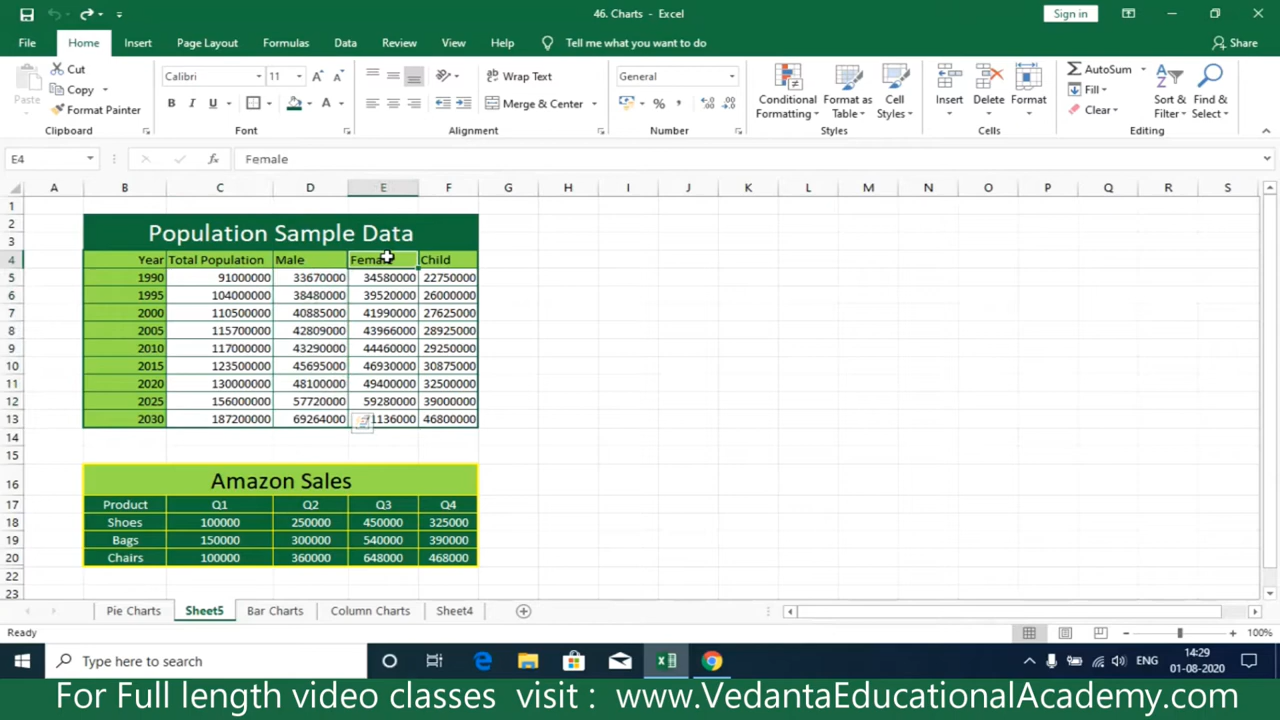 46. Charts - Excel
Sign in
File Home Insert Page Layout Formulas Data Review View Help Tell me what you want to do Share
Paste Cut Copy Format Painter
Calibri 11
B I U A
Wrap Text
Merge & Center
General
%
Conditional Formatting
Format as Table
Cell Styles
Insert Delete Format
AutoSum Fill Clear
Sort & Filter
Find & Select
Clipboard Font Alignment Number Styles Cells Editing
E4 fx Female
A B C D E F G H I J K L M N O P Q R S
1
2
3 Population Sample Data
4 Year Total Population Male Child
5 1990 91000000 33670000 34580000 22750000
6 1995 104000000 38480000 39520000 26000000
7 2000 110500000 40885000 41990000 27625000
8 2005 115700000 42809000 43966000 28925000
9 2010 117000000 43290000 44460000 29250000
10 2015 123500000 45695000 46930000 30875000
11 2020 130000000 48100000 49400000 32500000
12 2025 156000000 57720000 59280000 39000000
13 2030 187200000 69264000 1136000 46800000
14
15
16 Amazon Sales
17 Product Q1 Q2 Q3 Q4
18 Shoes 100000 250000 450000 325000
19 Bags 150000 300000 540000 390000
20 Chairs 100000 360000 648000 468000
22
23
Pie Charts Sheet5 Bar Charts Column Charts Sheet4
Ready 100%
Type here to search
ENG
14:29
01-08-2020
For Full length video classes visit : www.VedantaEducationalAcademy.com